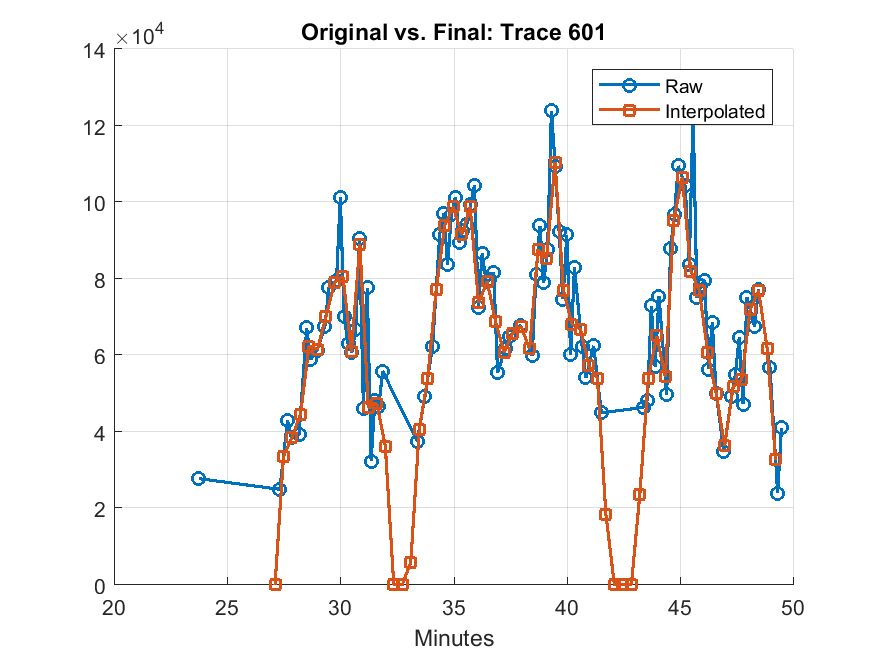 Original vs. Final: Trace 601
×10⁴
14
12
10
8
6
4
2
0
Raw
Interpolated
20 25 30 35 40 45 50
Minutes